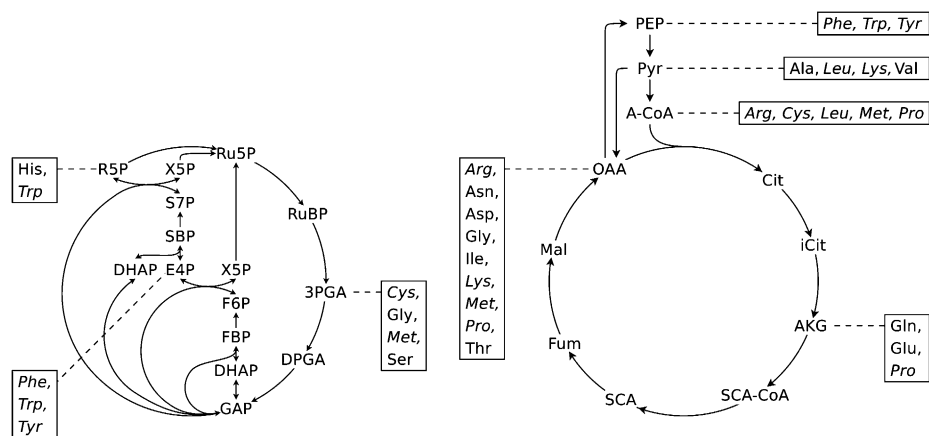 PEP
Phe, Trp, Tyr
Pyr
Ala, Leu, Lys, Val
A-CoA
Arg, Cys, Leu, Met, Pro
His,
Trp
R5P
X5P
Ru5P
S7P
RuBP
SBP
DHAP
E4P
X5P
3PGA
F6P
FBP
DHAP
DPGA
GAP
Cys,
Gly,
Met,
Ser
Phe,
Trp,
Tyr
Arg,
Asn,
Asp,
Gly,
Ile,
Lys,
Met,
Pro,
Thr
OAA
Cit
Mal
iCit
Fum
AKG
Gln,
Glu,
Pro
SCA
SCA-CoA